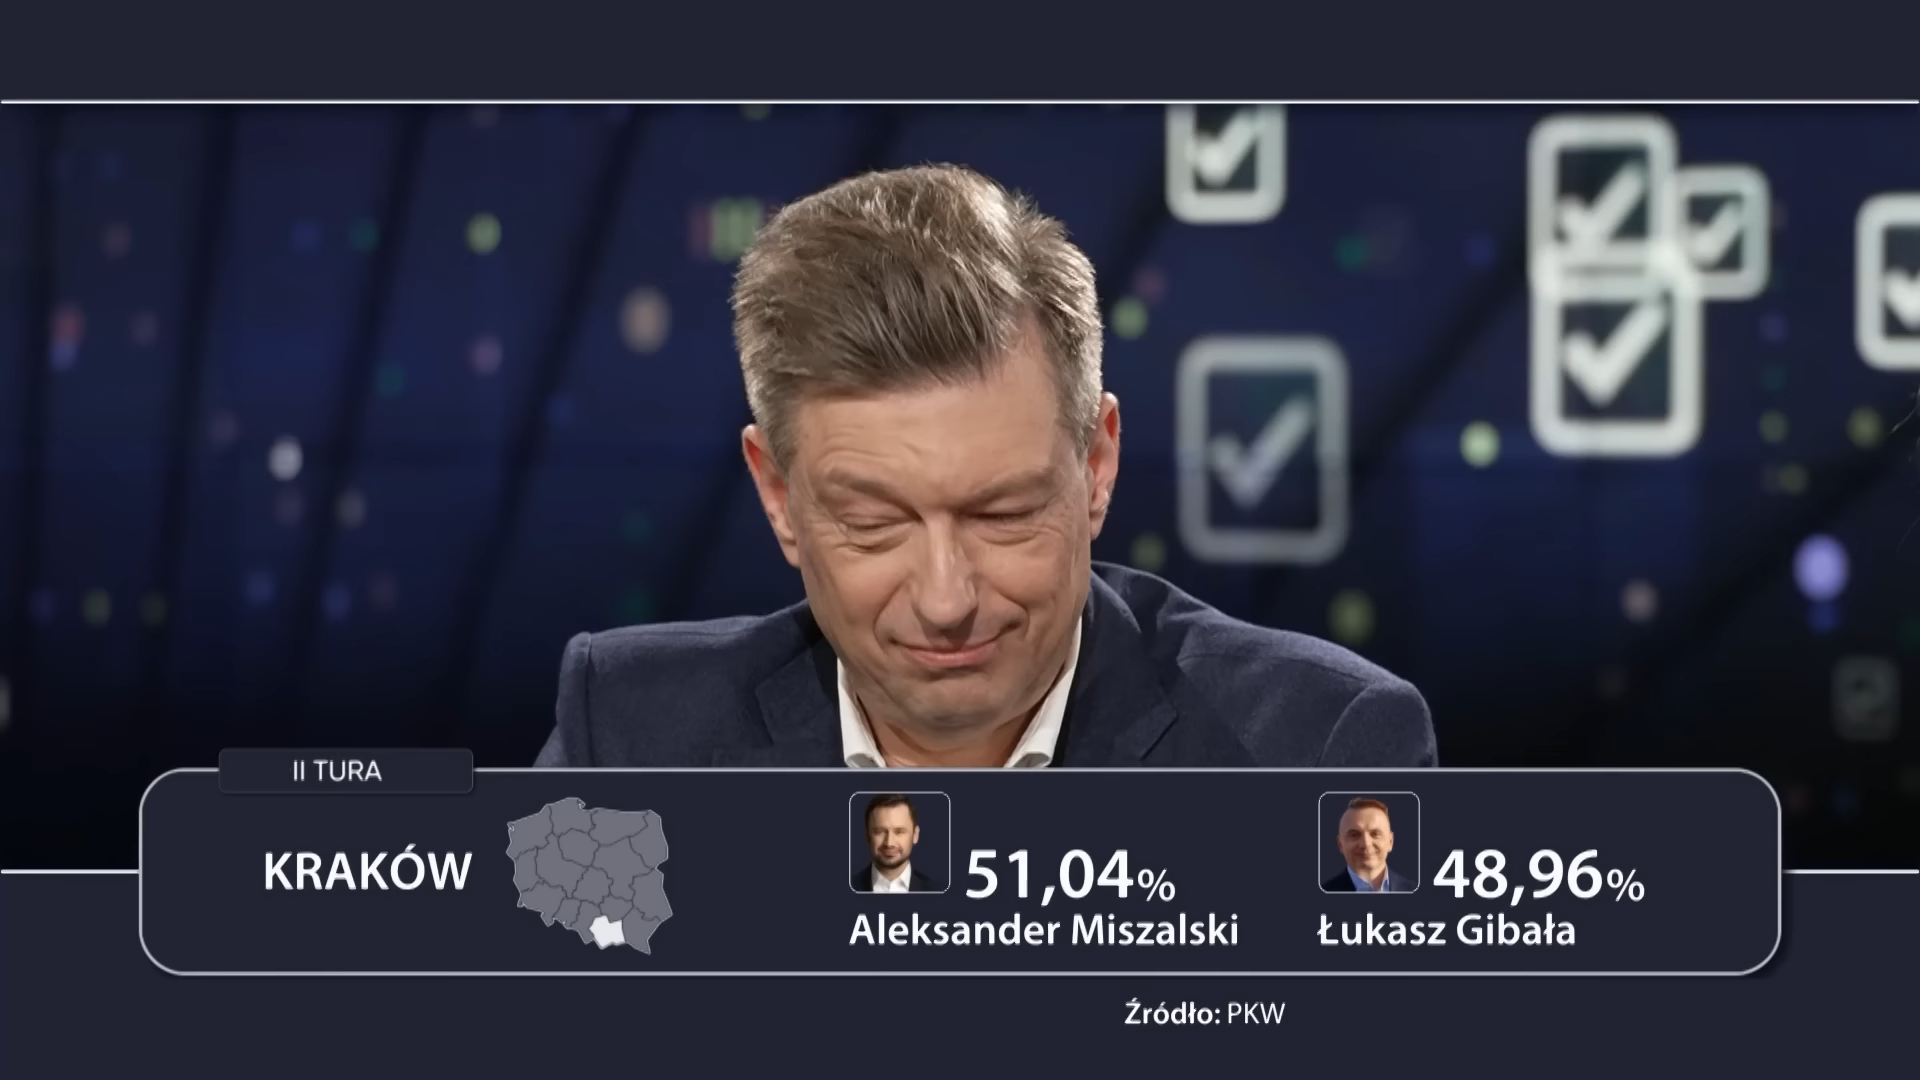 II TURA
KRAKÓW
51,04%
Aleksander Miszalski
48,96%
Łukasz Gibała
Źródło: PKW